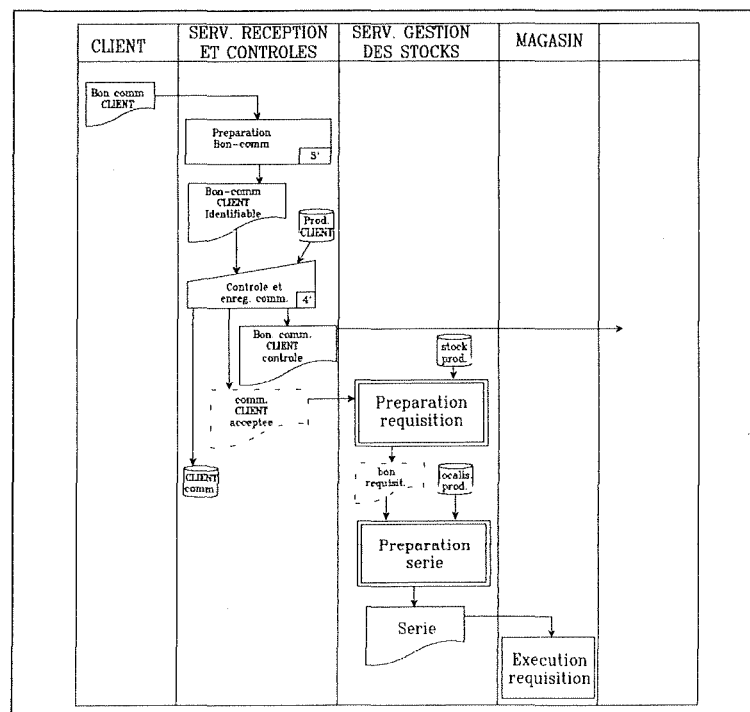 CLIENT
SERV. RECEPTION
ET CONTROLES
SERV. GESTION
DES STOCKS
MAGASIN
Bon comm
CLIENT
Preparation
Bon-comm
3'
Bon-comm
CLIENT
Identifiable
Prod.
CLIENT
Controle et
enreg. comm.
4'
Bon. comm.
CLIENT
controle
stock
prod.
comm.
CLIENT
acceptee
Preparation
requisition
CLIENT
comm
bon
requisit.
localis.
prod.
Preparation
serie
Serie
Execution
requisition